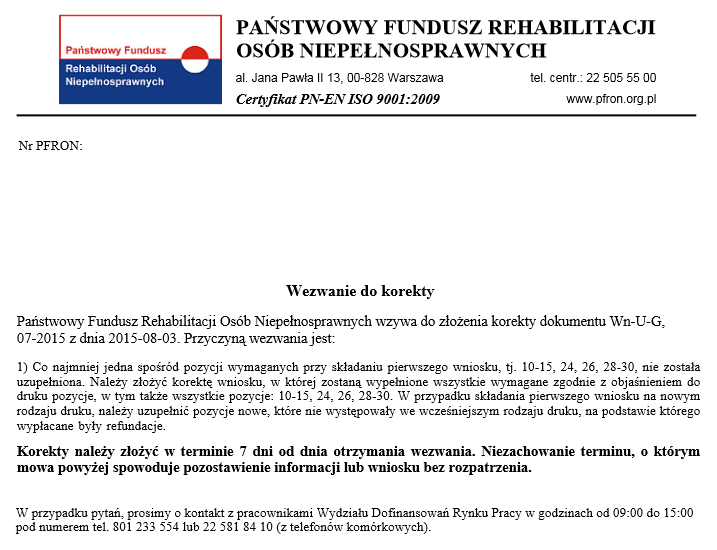 Państwowy Fundusz
Rehabilitacji Osób
Niepełnosprawnych
PAŃSTWOWY FUNDUSZ REHABILITACJI
OSÓB NIEPEŁNOSPRAWNYCH
al. Jana Pawła II 13, 00-828 Warszawa tel. centr.: 22 505 55 00
Certyfikat PN-EN ISO 9001:2009 www.pfron.org.pl
Nr PFRON:
Wezwanie do korekty
Państwowy Fundusz Rehabilitacji Osób Niepełnosprawnych wzywa do złożenia korekty dokumentu Wn-U-G,
07-2015 z dnia 2015-08-03. Przyczyną wezwania jest:
1) Co najmniej jedna spośród pozycji wymaganych przy składaniu pierwszego wniosku, tj. 10-15, 24, 26, 28-30, nie została
uzupełniona. Należy złożyć korektę wniosku, w której zostaną wypełnione wszystkie wymagane zgodnie z objaśnieniem do
druku pozycje, w tym także wszystkie pozycje: 10-15, 24, 26, 28-30. W przypadku składania pierwszego wniosku na nowym
rodzaju druku, należy uzupełnić pozycje nowe, które nie występowały we wcześniejszym rodzaju druku, na podstawie którego
wypłacane były refundacje.
Korekty należy złożyć w terminie 7 dni od dnia otrzymania wezwania. Niezachowanie terminu, o którym
mowa powyżej spowoduje pozostawienie informacji lub wniosku bez rozpatrzenia.
W przypadku pytań, prosimy o kontakt z pracownikami Wydziału Dofinansowań Rynku Pracy w godzinach od 09:00 do 15:00
pod numerem tel. 801 233 554 lub 22 581 84 10 (z telefonów komórkowych).